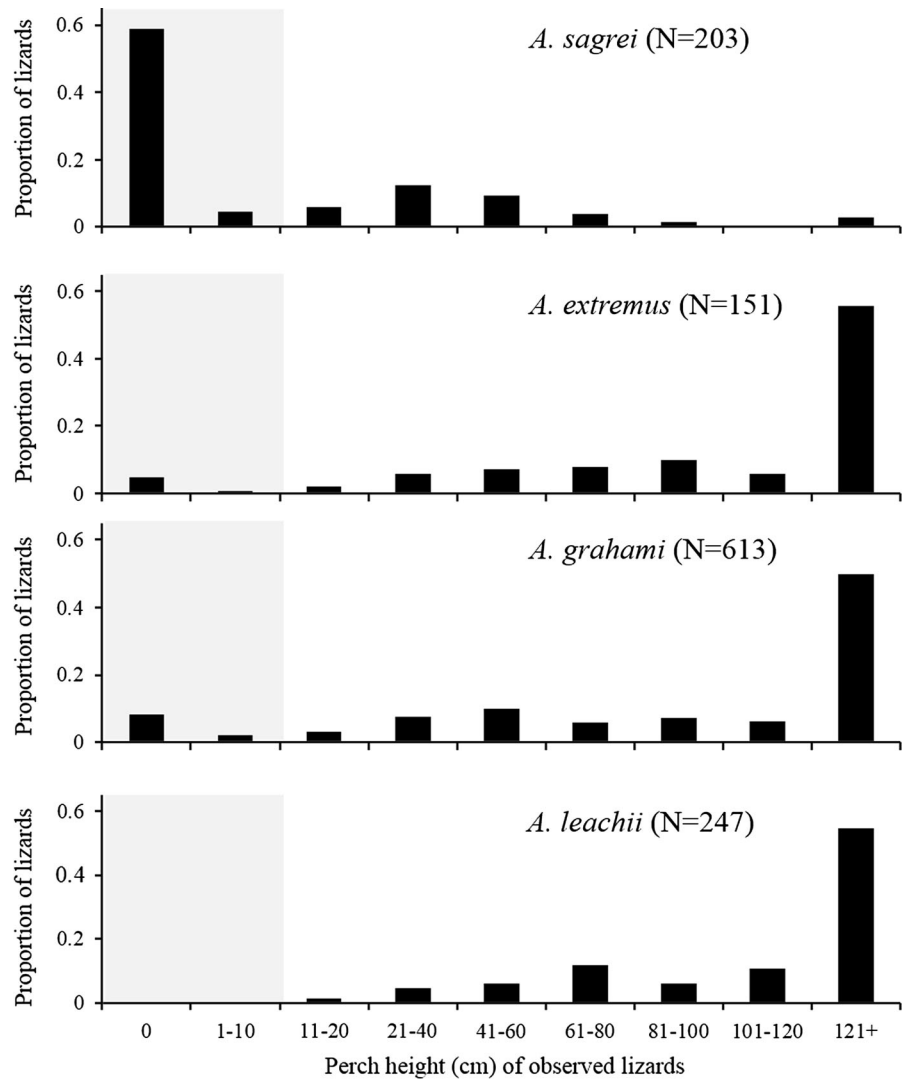 A. sagrei (N=203)
Proportion of lizards
0.6
0.4
0.2
0
A. extremus (N=151)
Proportion of lizards
0.6
0.4
0.2
0
A. grahami (N=613)
Proportion of lizards
0.6
0.4
0.2
0
A. leachii (N=247)
Proportion of lizards
0.6
0.4
0.2
0
0 1-10 11-20 21-40 41-60 61-80 81-100 101-120 121+
Perch height (cm) of observed lizards